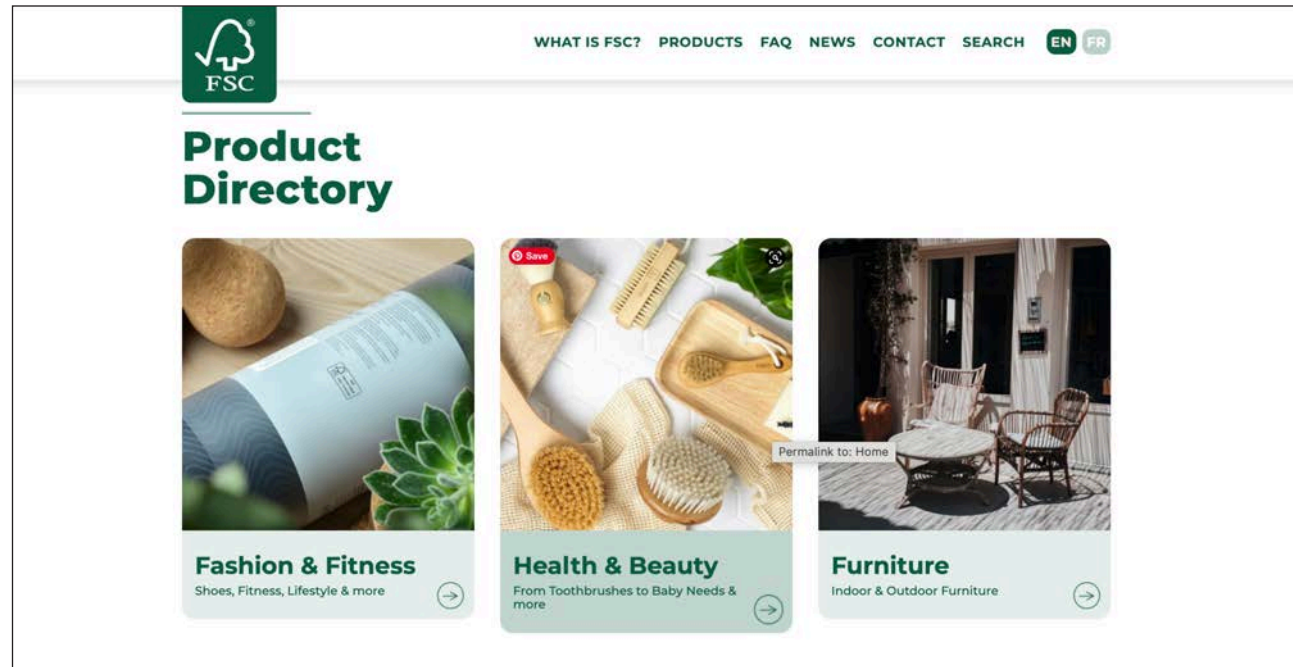 WHAT IS FSC? PRODUCTS FAQ NEWS CONTACT SEARCH EN FR
FSC
Product
Directory
Save
Permalink to: Home
Fashion & Fitness
Shoes, Fitness, Lifestyle & more
Health & Beauty
From Toothbrushes to Baby Needs &
more
Furniture
Indoor & Outdoor Furniture